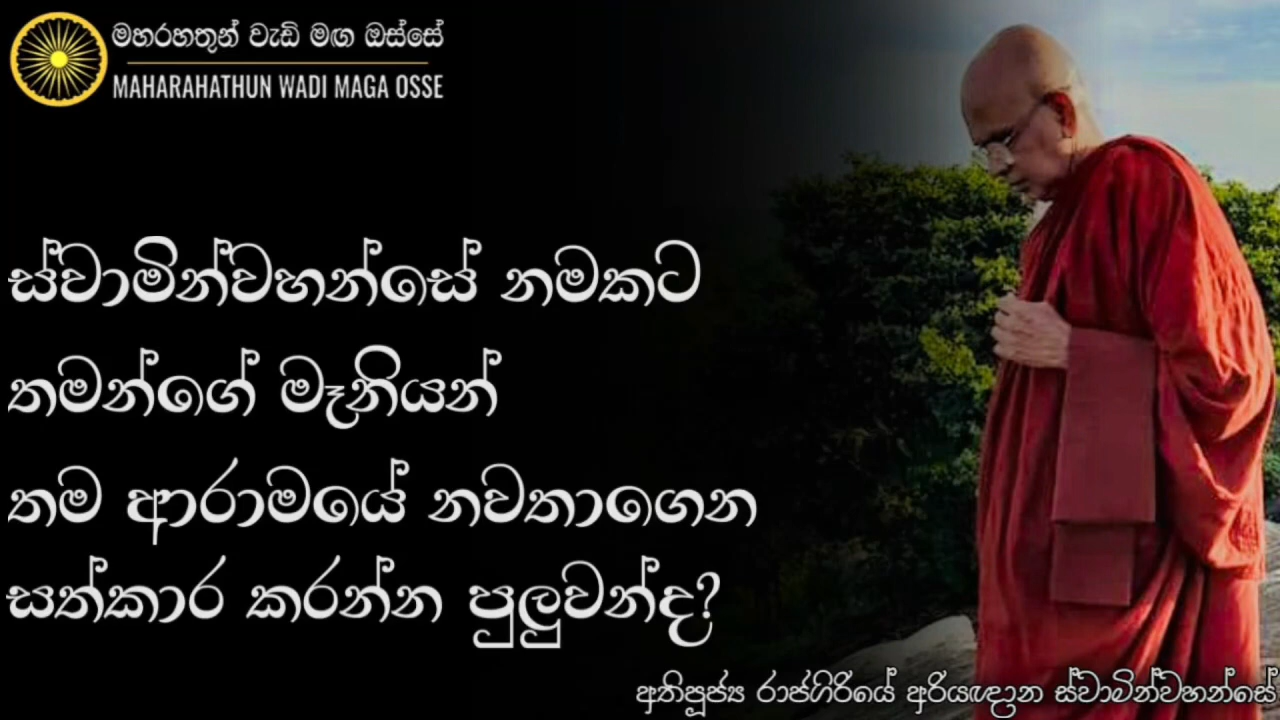 මහරහතුන් වැඩි මඟ ඔස්සේ
MAHARAHATHUN WADI MAGA OSSE
ස්වාමින්වහන්සේ නමකට
තමන්ගේ මෑනියන්
තම ආරාමයේ නවතාගෙන
සත්කාර කරන්න පුලුවන්ද?
අතිපූජ්‍ය රාජගිරියේ අරියඥාන ස්වාමින්වහන්සේ